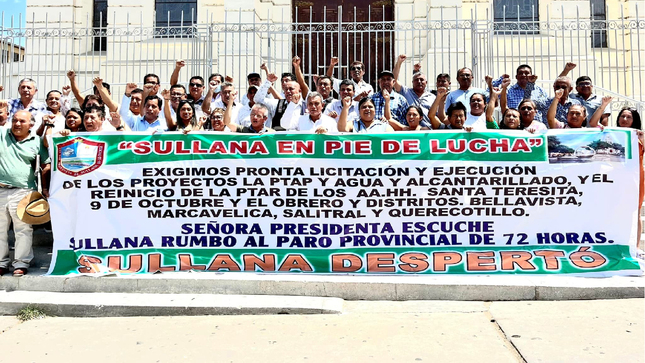 "SULLANA EN PIE DE LUCHA"
EXIGIMOS PRONTA LICITACIÓN Y EJECUCIÓN
DE LOS PROYECTOS LA PTAP Y AGUA Y ALCANTARILLADO, Y EL
REINICIO DE LA PTAR DE LOS AA.HH. SANTA TERESITA,
9 DE OCTUBRE Y EL OBRERO Y DISTRITOS. BELLAVISTA,
MARCAVELICA, SALITRAL Y QUERECOTILLO.
SEÑORA PRESIDENTA ESCUCHE
ULLANA RUMBO AL PARO PROVINCIAL DE 72 HORAS.
SULLANA DESPERTÓ